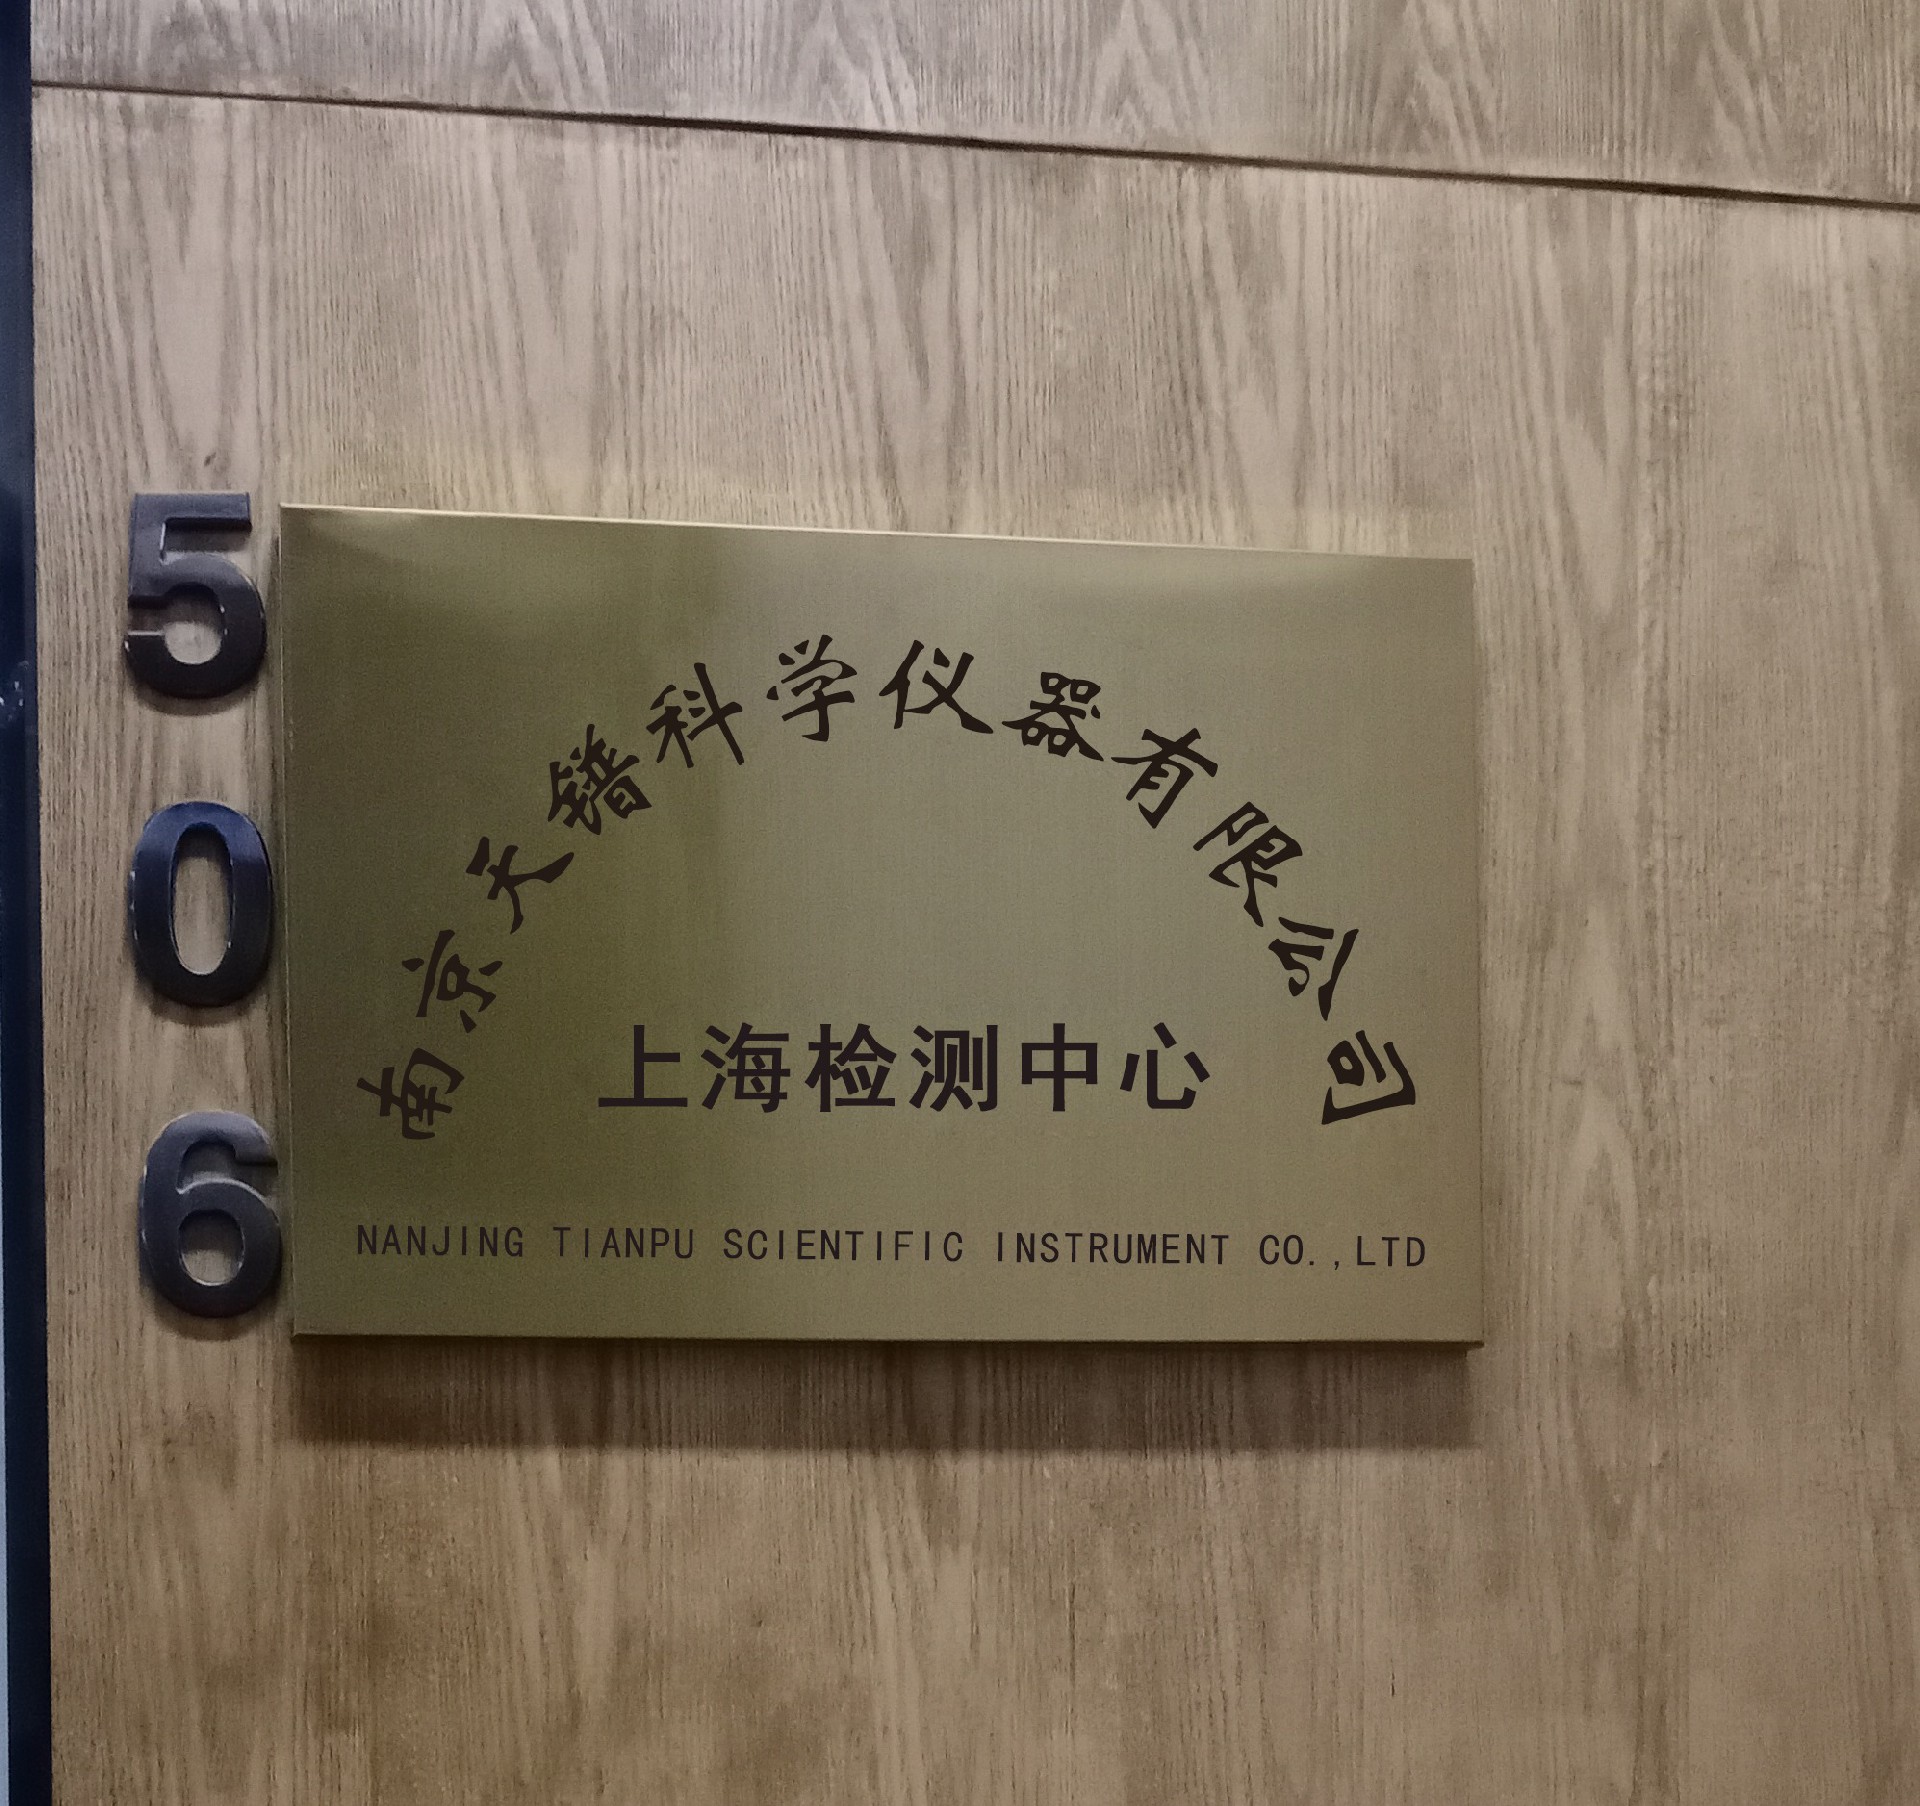 506
南京天镨科学仪器有限公司
上海检测中心
NANJING TIANPU SCIENTIFIC INSTRUMENT CO.,LTD